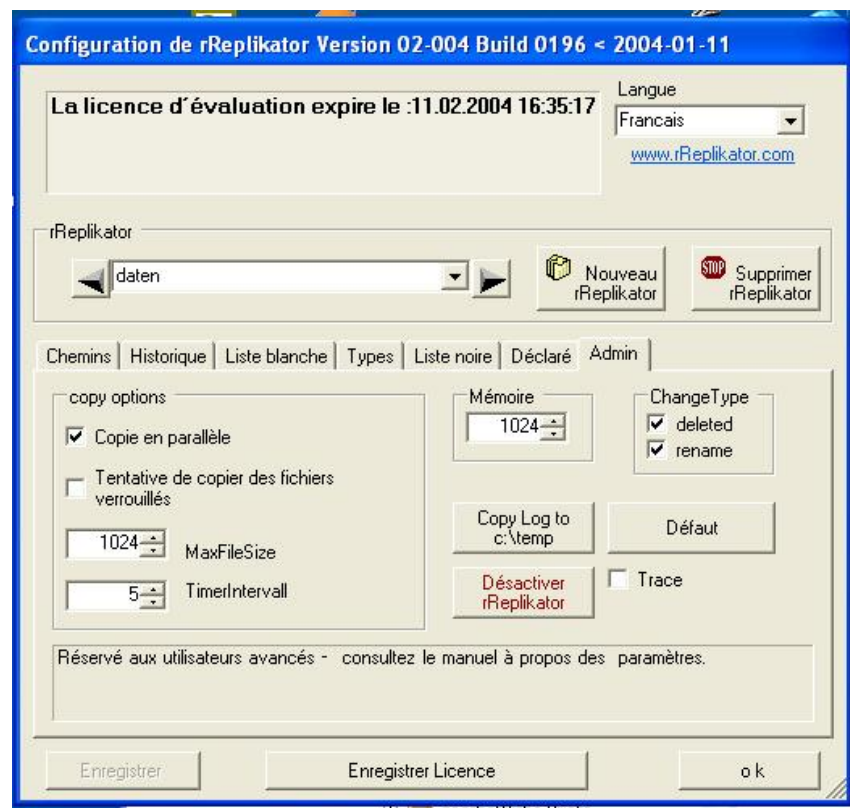 Configuration de rReplikator Version 02-004 Build 0196 < 2004-01-11
La licence d´évaluation expire le :11.02.2004 16:35:17
Langue
Francais
www.rReplikator.com
rReplikator
daten
Nouveau
rReplikator
STOP
Supprimer
rReplikator
Chemins
Historique
Liste blanche
Types
Liste noire
Déclaré
Admin
copy options
Copie en parallèle
Tentative de copier des fichiers
verrouillés
1024
MaxFileSize
5
TimerIntervall
Mémoire
1024
ChangeType
deleted
rename
Copy Log to
c:\temp
Défaut
Désactiver
rReplikator
Trace
Réservé aux utilisateurs avancés - consultez le manuel à propos des paramètres.
Enregistrer
Enregistrer Licence
o k